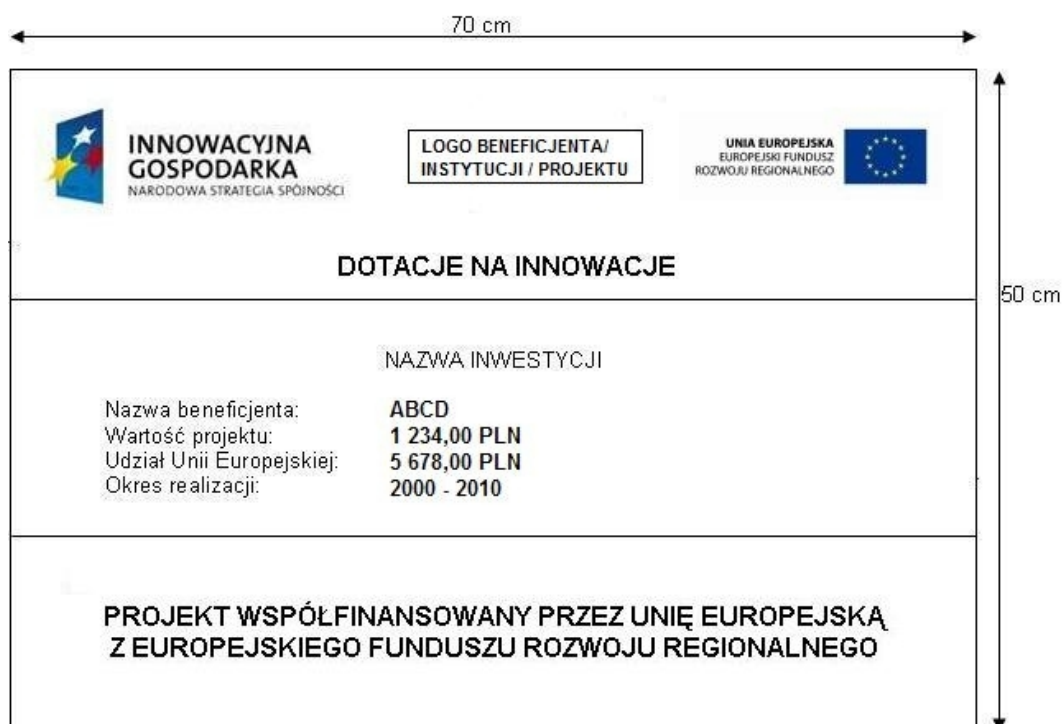 70 cm
INNOWACYJNA
GOSPODARKA
NARODOWA STRATEGIA SPÓJNOŚCI
LOGO BENEFICJENTA/
INSTYTUCJI / PROJEKTU
UNIA EUROPEJSKA
EUROPEJSKI FUNDUSZ
ROZWOJU REGIONALNEGO
DOTACJE NA INNOWACJE
50 cm
NAZWA INWESTYCJI
Nazwa beneficjenta: ABCD
Wartość projektu: 1 234,00 PLN
Udział Unii Europejskiej: 5 678,00 PLN
Okres realizacji: 2000 - 2010
PROJEKT WSPÓŁFINANSOWANY PRZEZ UNIĘ EUROPEJSKĄ
Z EUROPEJSKIEGO FUNDUSZU ROZWOJU REGIONALNEGO